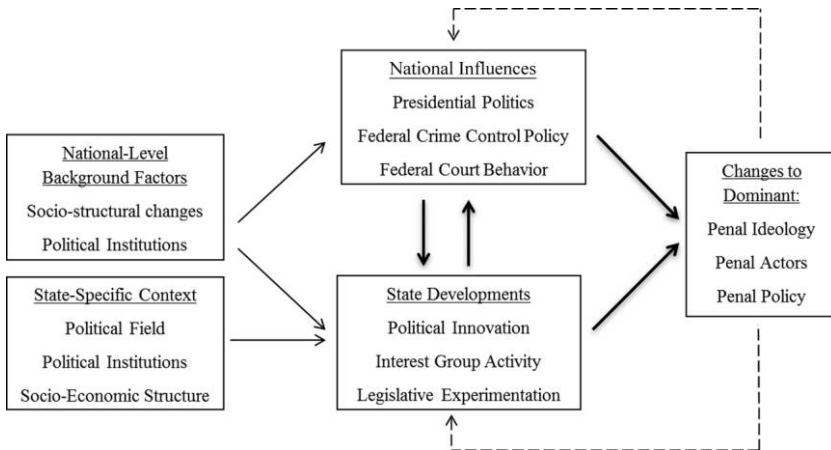 National Influences
Presidential Politics
Federal Crime Control Policy
Federal Court Behavior
National-Level
Background Factors
Socio-structural changes
Political Institutions
State-Specific Context
Political Field
Political Institutions
Socio-Economic Structure
State Developments
Political Innovation
Interest Group Activity
Legislative Experimentation
Changes to
Dominant:
Penal Ideology
Penal Actors
Penal Policy